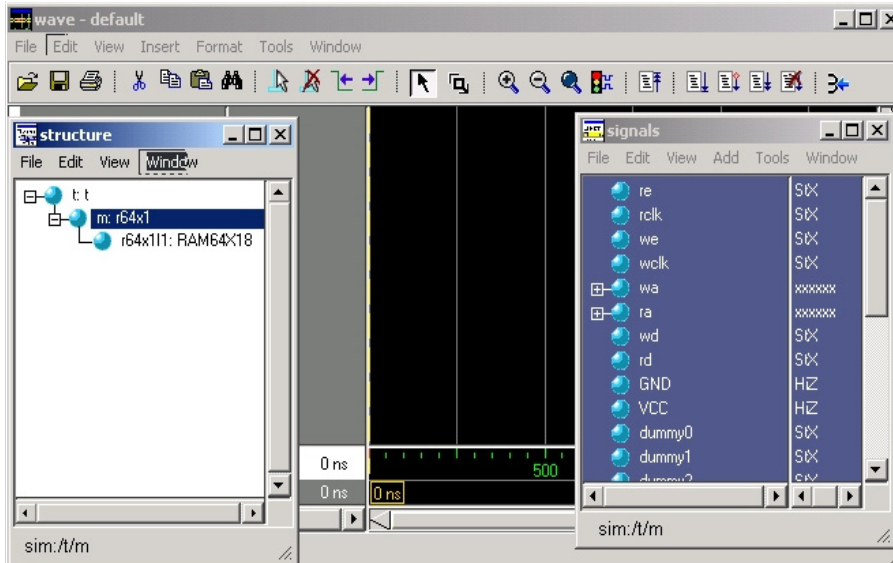 wave - default
File Edit View Insert Format Tools Window
structure
File Edit View Window
t: t
m: r64x1
r64x1I1: RAM64X18
sim:/t/m
0 ns
500
0 ns
0 ns
signals
File Edit View Add Tools Window
re StX
rclk StX
we StX
wclk StX
wa xxxxxx
ra xxxxxx
wd StX
rd StX
GND HiZ
VCC HiZ
dummy0 StX
dummy1 StX
dummy2 StX
sim:/t/m